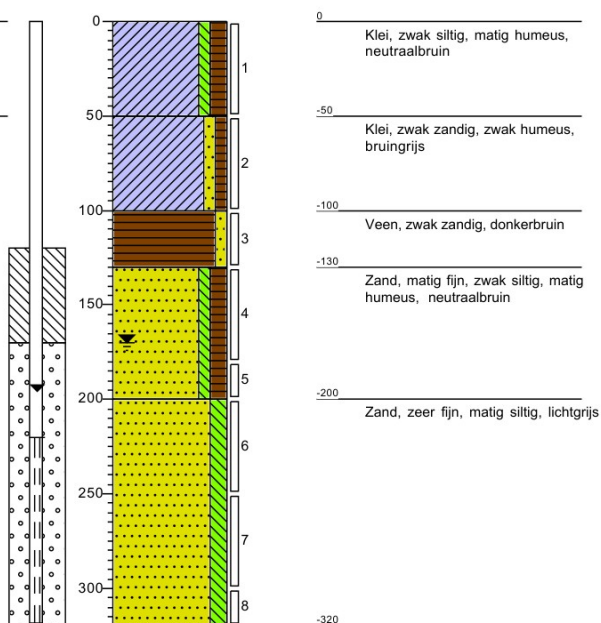 0
50
100
150
200
250
300
1
2
3
4
5
6
7
8
0
Klei, zwak siltig, matig humeus,
neutraalbruin
-50
Klei, zwak zandig, zwak humeus,
bruingrijs
-100
Veen, zwak zandig, donkerbruin
-130
Zand, matig fijn, zwak siltig, matig
humeus, neutraalbruin
-200
Zand, zeer fijn, matig siltig, lichtgrijs
-320